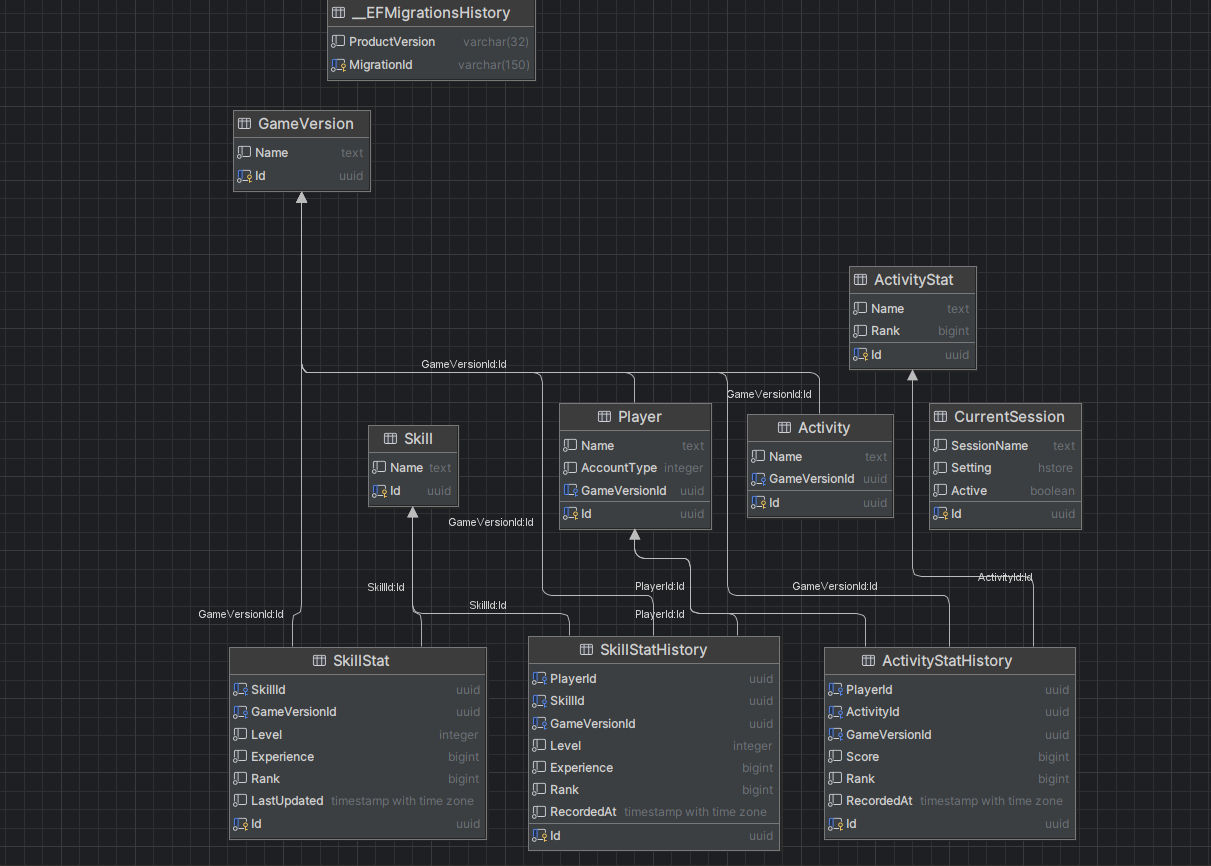 __EFMigrationsHistory
ProductVersion varchar(32)
MigrationId varchar(150)
GameVersion
Name text
Id uuid
ActivityStat
Name text
Rank bigint
Id uuid
GameVersionId:Id
GameVersionId:Id
Skill
Name text
Id uuid
Player
Name text
AccountType integer
GameVersionId uuid
Id uuid
Activity
Name text
GameVersionId uuid
Id uuid
CurrentSession
SessionName text
Setting hstore
Active boolean
Id uuid
GameVersionId:Id
SkillId:Id
PlayerId:Id
GameVersionId:Id
ActivityId:Id
GameVersionId:Id
SkillId:Id
PlayerId:Id
SkillStat
SkillId uuid
GameVersionId uuid
Level integer
Experience bigint
Rank bigint
LastUpdated timestamp with time zone
Id uuid
SkillStatHistory
PlayerId uuid
SkillId uuid
GameVersionId uuid
Level integer
Experience bigint
Rank bigint
RecordedAt timestamp with time zone
Id uuid
ActivityStatHistory
PlayerId uuid
ActivityId uuid
GameVersionId uuid
Score bigint
Rank bigint
RecordedAt timestamp with time zone
Id uuid